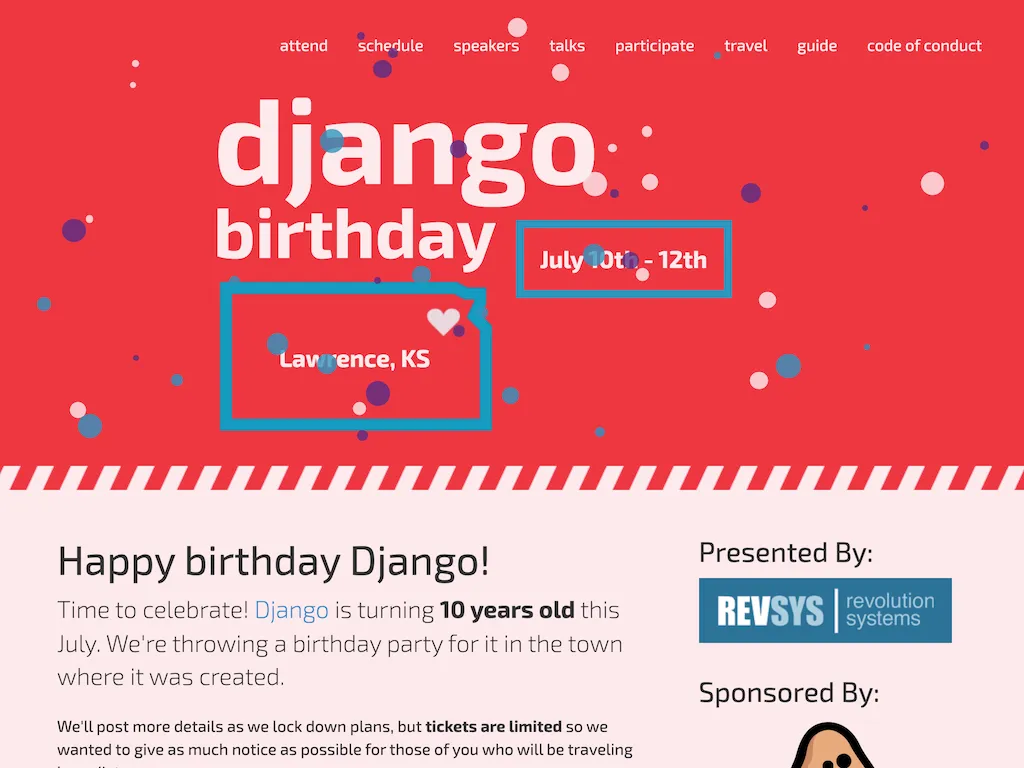 attend schedule speakers talks participate travel guide code of conduct
django
birthday
July 10th - 12th
Lawrence, KS
Happy birthday Django!
Time to celebrate! Django is turning 10 years old this
July. We're throwing a birthday party for it in the town
where it was created.
We'll post more details as we lock down plans, but tickets are limited so we
wanted to give as much notice as possible for those of you who will be traveling
Presented By:
REVSYS revolution
systems
Sponsored By: